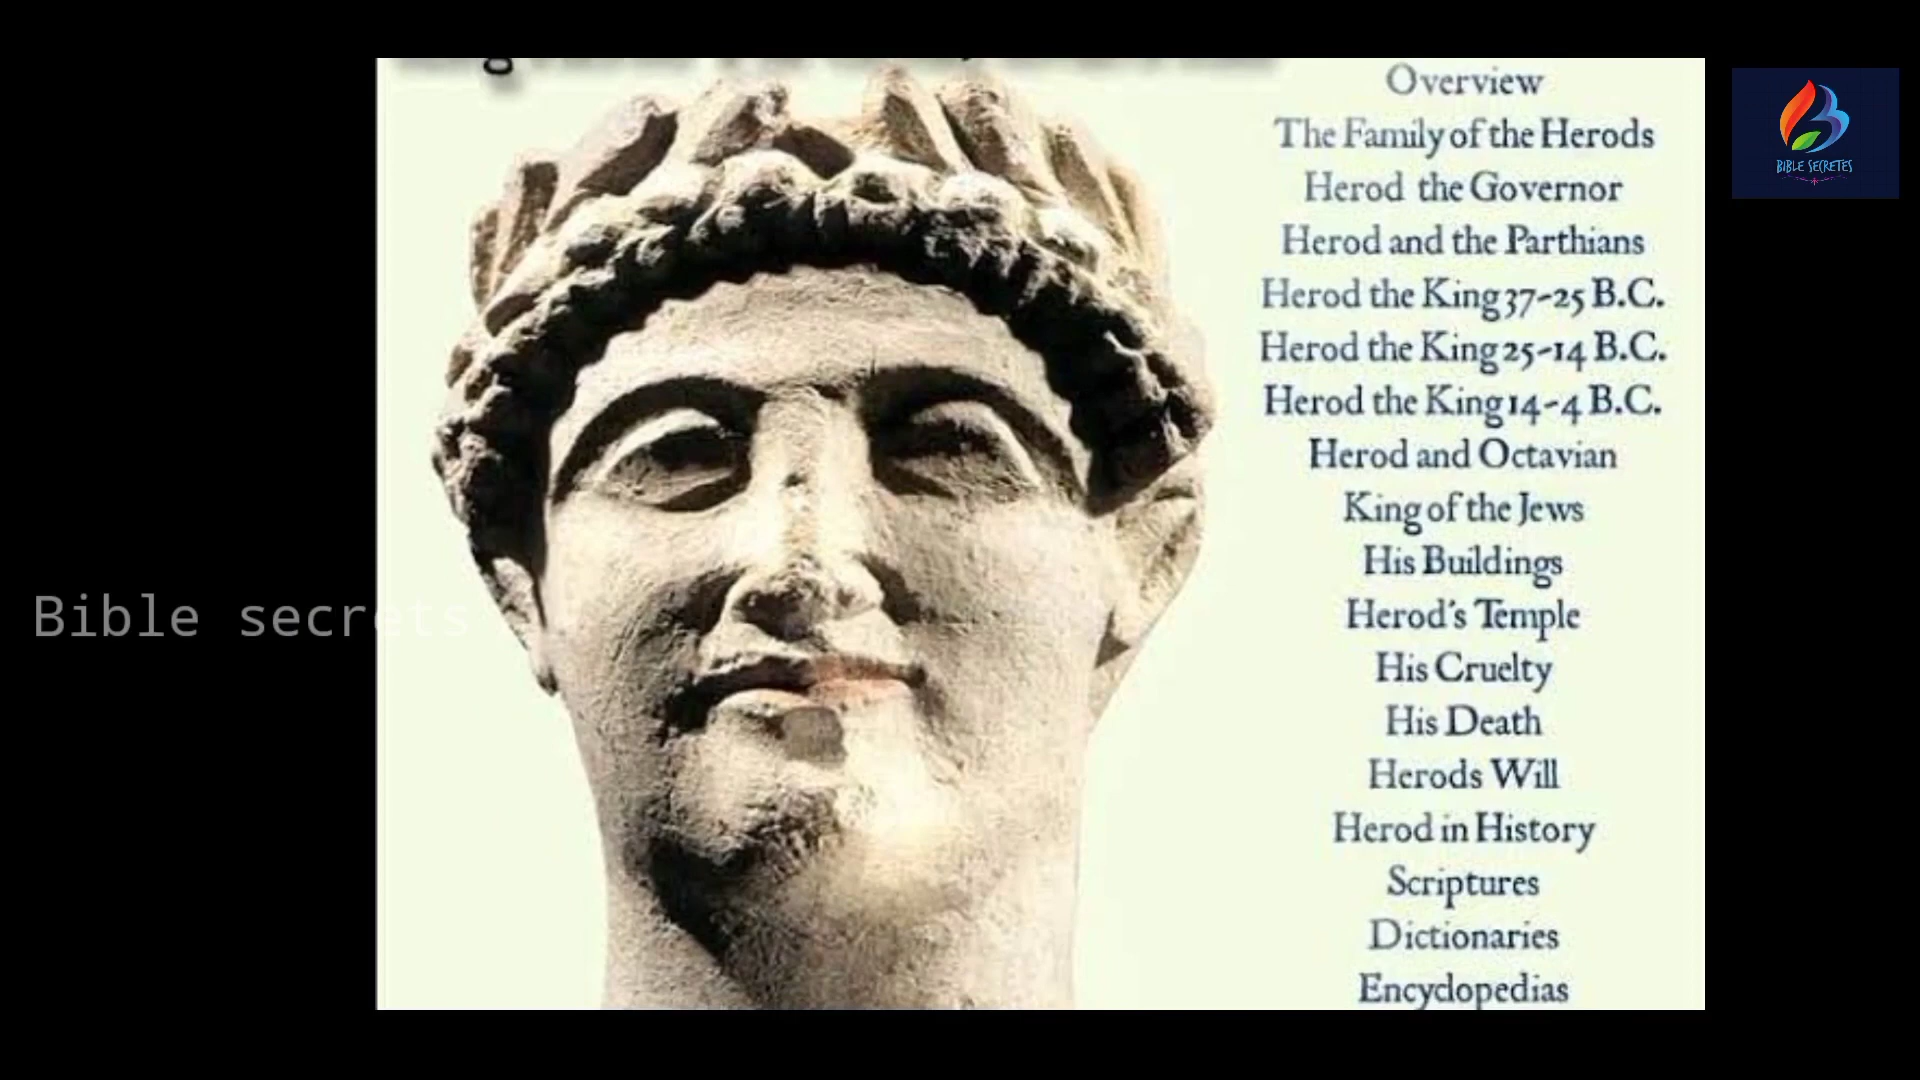 Overview
The Family of the Herods
Herod the Governor
Herod and the Parthians
Herod the King 37-25 B.C.
Herod the King 25-14 B.C.
Herod the King 14-4 B.C.
Herod and Octavian
King of the Jews
His Buildings
Herod's Temple
His Cruelty
His Death
Herods Will
Herod in History
Scriptures
Dictionaries
Encyclopedias
BIBLE SECRETES
Bible secrets